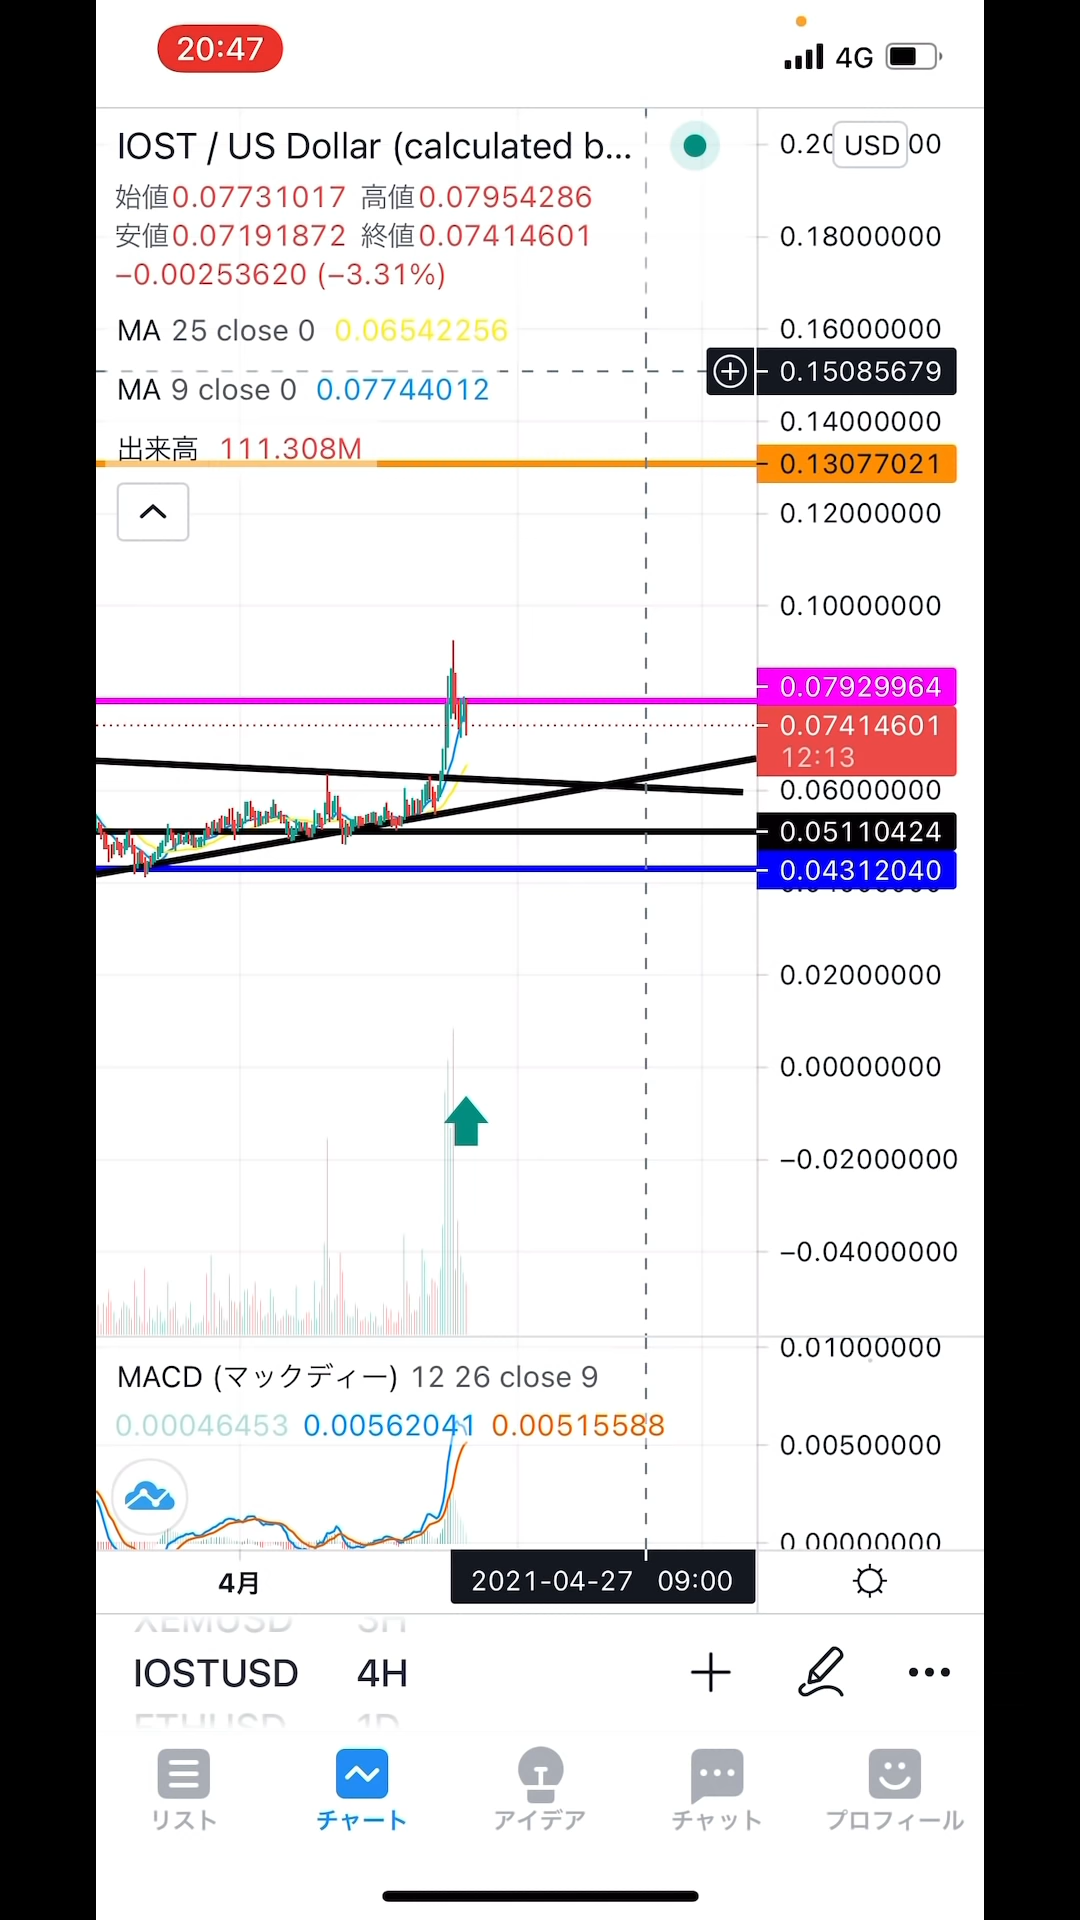 20:47
4G
IOST / US Dollar (calculated b...
USD
始値0.07731017 高値0.07954286
安値0.07191872 終値0.07414601
−0.00253620 (−3.31%)
MA 25 close 0 0.06542256
MA 9 close 0 0.07744012
出来高 111.308M
0.18000000
0.16000000
0.15085679
0.14000000
0.13077021
0.12000000
0.10000000
0.07929964
0.07414601
12:13
0.06000000
0.05110424
0.04312040
0.02000000
0.00000000
−0.02000000
−0.04000000
0.01000000
MACD (マックディー) 12 26 close 9
0.00046453 0.00562041 0.00515588
0.00500000
0.00000000
4月
2021-04-27 09:00
XEMUSD 3H
IOSTUSD 4H
ETHUSD 1D
リスト
チャート
アイデア
チャット
プロフィール